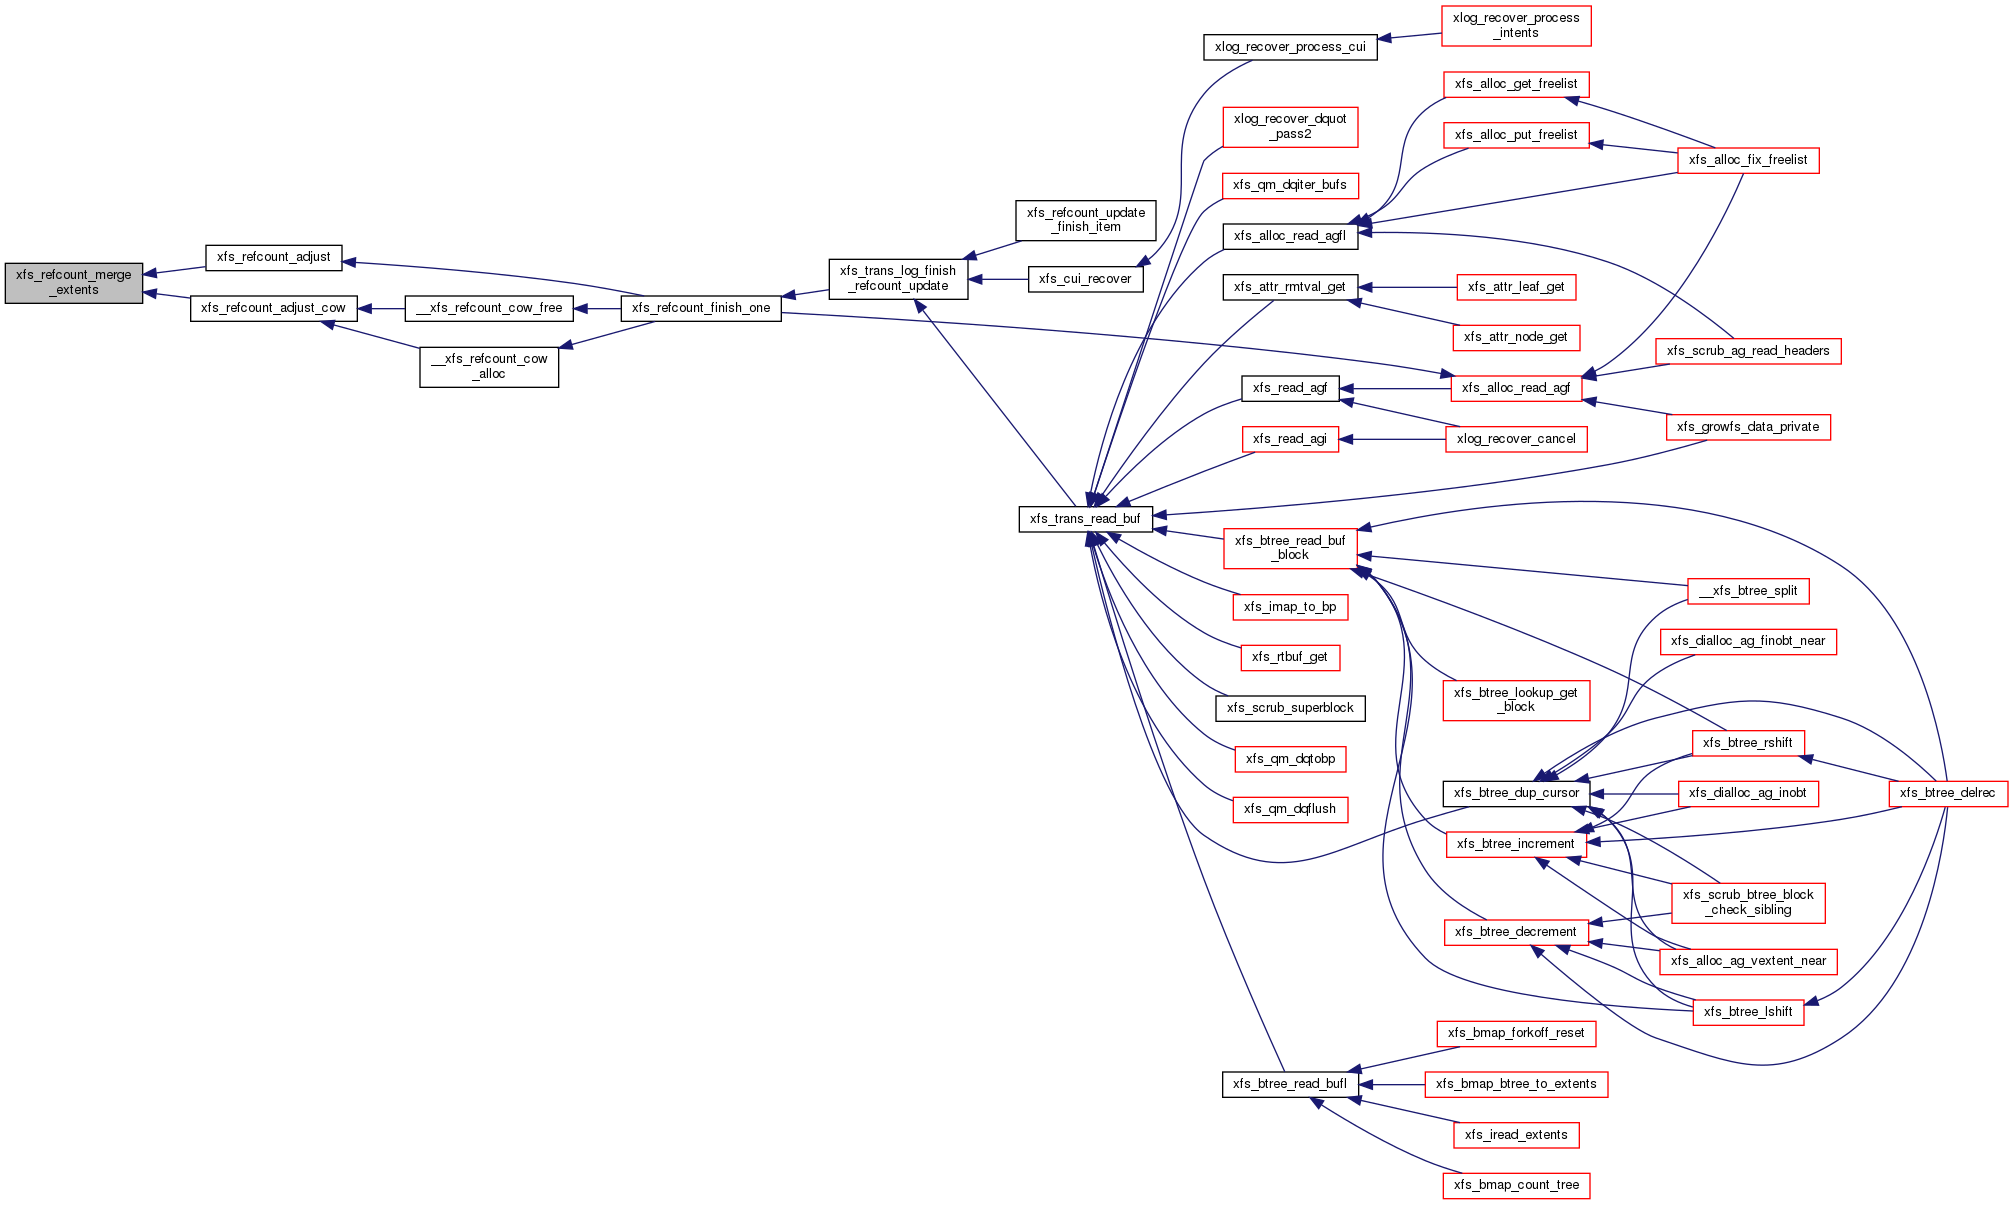 xlog_recover_process
_intents
xlog_recover_process_cui
xfs_alloc_get_freelist
xlog_recover_dquot
_pass2
xfs_alloc_put_freelist
xfs_alloc_fix_freelist
xfs_qm_dqiter_bufs
xfs_refcount_update
_finish_item
xfs_alloc_read_agfl
xfs_refcount_adjust
xfs_refcount_merge
_extents
xfs_trans_log_finish
_refcount_update
xfs_cui_recover
xfs_attr_rmtval_get
xfs_attr_leaf_get
xfs_refcount_adjust_cow
__xfs_refcount_cow_free
xfs_refcount_finish_one
xfs_attr_node_get
xfs_scrub_ag_read_headers
__xfs_refcount_cow
_alloc
xfs_read_agf
xfs_alloc_read_agf
xfs_growfs_data_private
xfs_read_agi
xlog_recover_cancel
xfs_trans_read_buf
xfs_btree_read_buf
_block
__xfs_btree_split
xfs_imap_to_bp
xfs_dialloc_ag_finobt_near
xfs_rtbuf_get
xfs_btree_lookup_get
_block
xfs_scrub_superblock
xfs_btree_rshift
xfs_qm_dqtobp
xfs_btree_dup_cursor
xfs_dialloc_ag_inobt
xfs_btree_delrec
xfs_qm_dqflush
xfs_btree_increment
xfs_scrub_btree_block
_check_sibling
xfs_btree_decrement
xfs_alloc_ag_vextent_near
xfs_btree_lshift
xfs_bmap_forkoff_reset
xfs_btree_read_bufl
xfs_bmap_btree_to_extents
xfs_iread_extents
xfs_bmap_count_tree